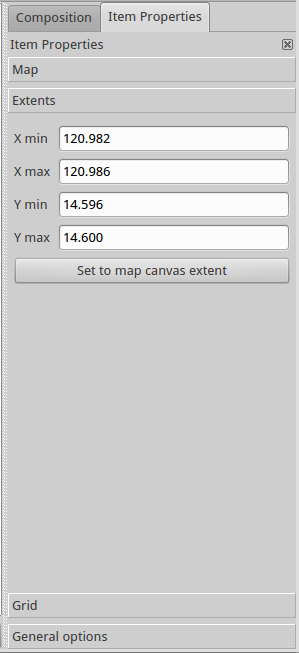 Composition Item Properties
Item Properties
Map
Extents
X min 120.982
X max 120.986
Y min 14.596
Y max 14.600
Set to map canvas extent
Grid
General options